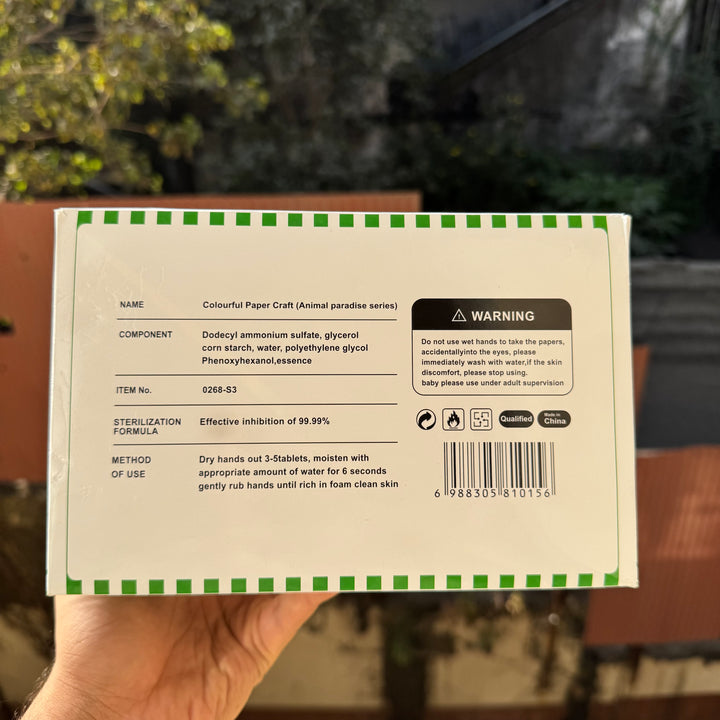 NAME
Colourful Paper Craft (Animal paradise series)
COMPONENT
Dodecyl ammonium sulfate, glycerol
corn starch, water, polyethylene glycol
Phenoxyhexanol,essence
ITEM No.
0268-S3
STERILIZATION
FORMULA
Effective inhibition of 99.99%
METHOD
OF USE
Dry hands out 3-5tablets, moisten with
appropriate amount of water for 6 seconds
gently rub hands until rich in foam clean skin
WARNING
Do not use wet hands to take the papers,
accidentallyinto the eyes, please
immediately wash with water,if the skin
discomfort, please stop using.
baby please use under adult supervision
Qualified
Made in
China
6 988305 810156